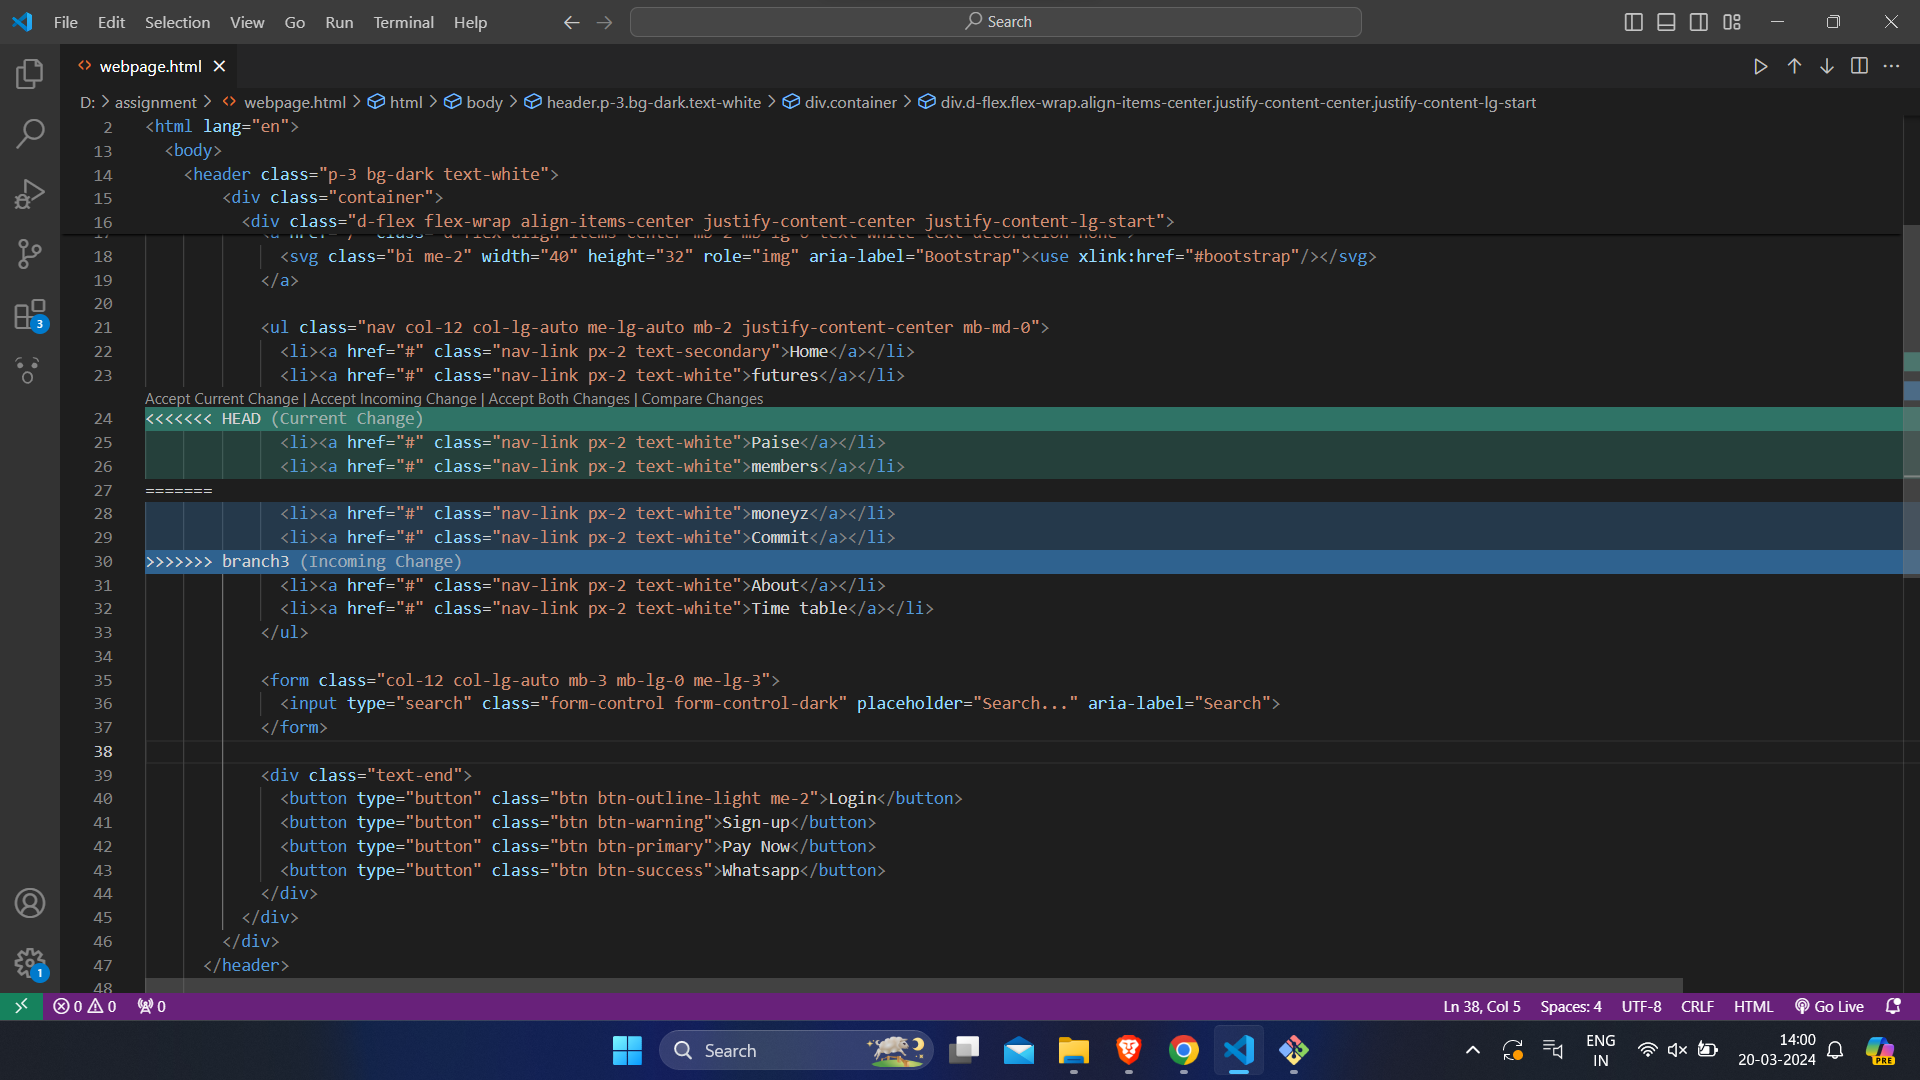 File Edit Selection View Go Run Terminal Help
Search
webpage.html
D: > assignment > webpage.html > html > body > header.p-3.bg-dark.text-white > div.container > div.d-flex.flex-wrap.align-items-center.justify-content-center.justify-content-lg-start
2 <html lang="en">
13 <body>
14 <header class="p-3 bg-dark text-white">
15 <div class="container">
16 <div class="d-flex flex-wrap align-items-center justify-content-center justify-content-lg-start">
18 <svg class="bi me-2" width="40" height="32" role="img" aria-label="Bootstrap"><use xlink:href="#bootstrap"/></svg>
19 </a>
20
21 <ul class="nav col-12 col-lg-auto me-lg-auto mb-2 justify-content-center mb-md-0">
22 <li><a href="#" class="nav-link px-2 text-secondary">Home</a></li>
23 <li><a href="#" class="nav-link px-2 text-white">futures</a></li>
Accept Current Change | Accept Incoming Change | Accept Both Changes | Compare Changes
24 <<<<<<< HEAD (Current Change)
25 <li><a href="#" class="nav-link px-2 text-white">Paise</a></li>
26 <li><a href="#" class="nav-link px-2 text-white">members</a></li>
27 =======
28 <li><a href="#" class="nav-link px-2 text-white">moneyz</a></li>
29 <li><a href="#" class="nav-link px-2 text-white">Commit</a></li>
30 >>>>>>> branch3 (Incoming Change)
31 <li><a href="#" class="nav-link px-2 text-white">About</a></li>
32 <li><a href="#" class="nav-link px-2 text-white">Time table</a></li>
33 </ul>
34
35 <form class="col-12 col-lg-auto mb-3 mb-lg-0 me-lg-3">
36 <input type="search" class="form-control form-control-dark" placeholder="Search..." aria-label="Search">
37 </form>
38
39 <div class="text-end">
40 <button type="button" class="btn btn-outline-light me-2">Login</button>
41 <button type="button" class="btn btn-warning">Sign-up</button>
42 <button type="button" class="btn btn-primary">Pay Now</button>
43 <button type="button" class="btn btn-success">Whatsapp</button>
44 </div>
45 </div>
46 </div>
47 </header>
48
3
1
0 0 0
Ln 38, Col 5 Spaces: 4 UTF-8 CRLF HTML Go Live
Search
ENG
IN
14:00
20-03-2024
PRE